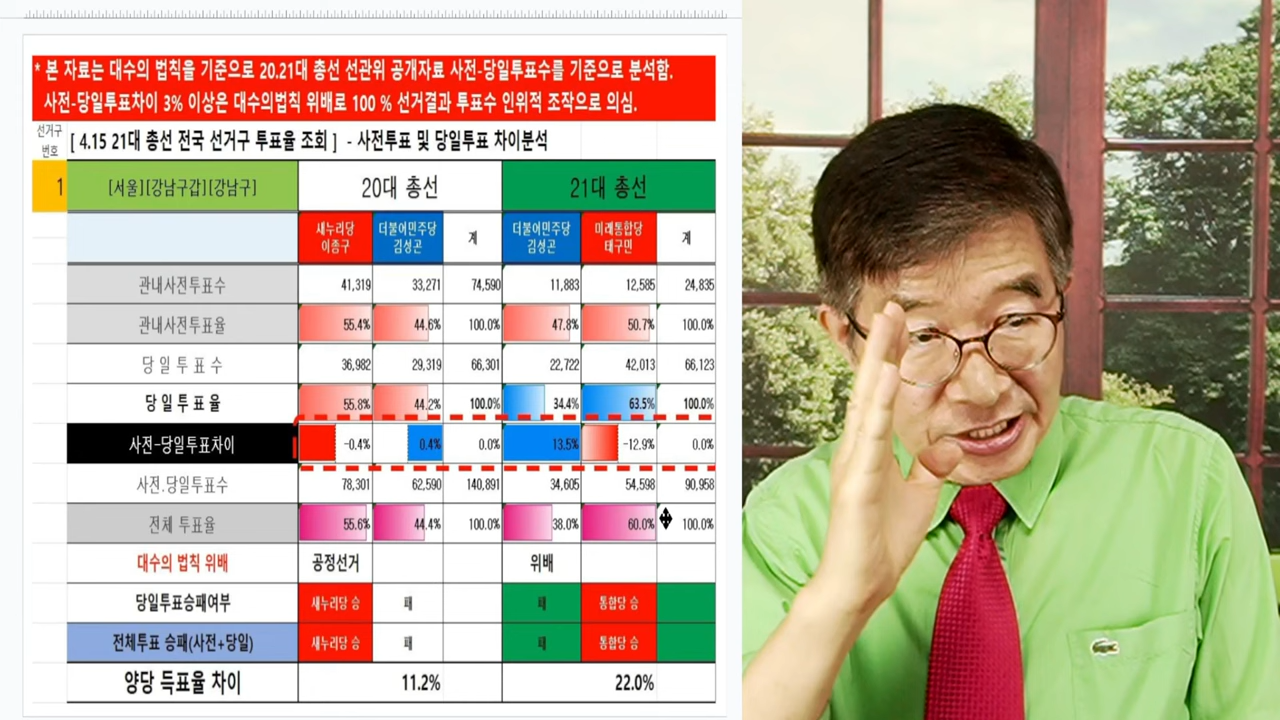 * 본 자료는 대수의 법칙을 기준으로 20.21대 총선 선관위 공개자료 사전-당일투표수를 기준으로 분석함.
사전-당일투표차이 3% 이상은 대수의법칙 위배로 100 % 선거결과 투표수 인위적 조작으로 의심.
선거구 번호 [ 4.15 21대 총선 전국 선거구 투표율 조회 ] - 사전투표 및 당일투표 차이분석
1 [서울][강남구갑][강남구] 20대 총선 21대 총선
새누리당 더불어민주당 더불어민주당 미래통합당
이종구 김성곤 계 김성곤 태구민 계
관내사전투표수 41,319 33,271 74,590 11,883 12,585 24,835
관내사전투표율 55.4% 44.6% 100.0% 47.8% 50.7% 100.0%
당 일 투 표 수 36,982 29,319 66,301 22,722 42,013 66,123
당 일 투 표 율 55.8% 44.2% 100.0% 34.4% 63.5% 100.0%
사전-당일투표차이 -0.4% 0.4% 0.0% 13.5% -12.9% 0.0%
사전.당일투표수 78,301 62,590 140,891 34,605 54,598 90,958
전체 투표율 55.6% 44.4% 100.0% 38.0% 60.0% 100.0%
대수의 법칙 위배 공정선거 위배
당일투표승패여부 새누리당 승 패 패 통합당 승
전체투표 승패(사전+당일) 새누리당 승 패 패 통합당 승
양당 득표율 차이 11.2% 22.0%